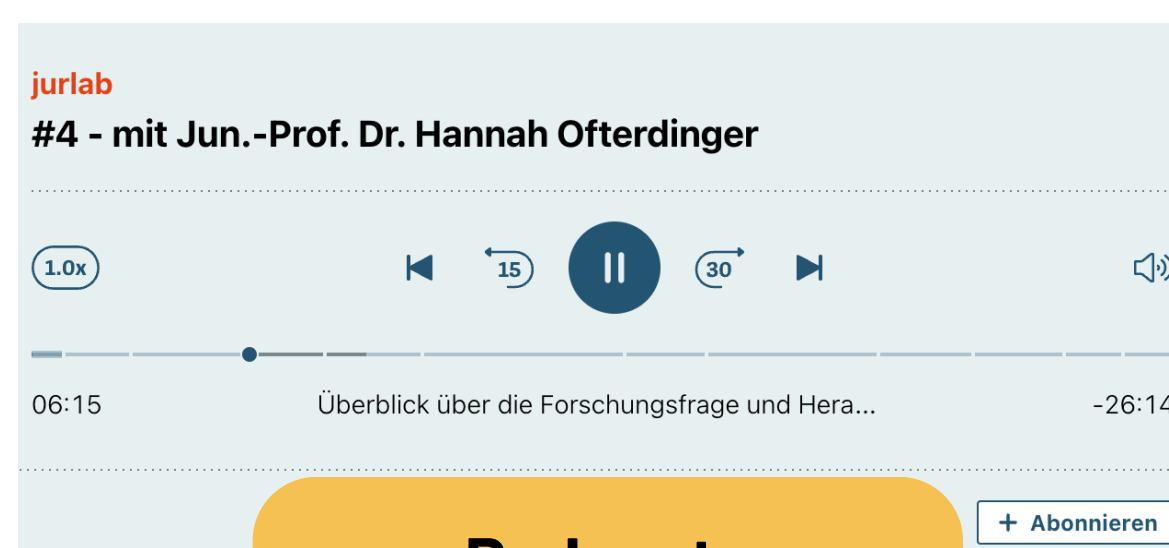 jurlab
#4 - mit Jun.-Prof. Dr. Hannah Ofterdinger
1.0x
15
30
06:15
Überblick über die Forschungsfrage und Hera...
-26:14
+ Abonnieren